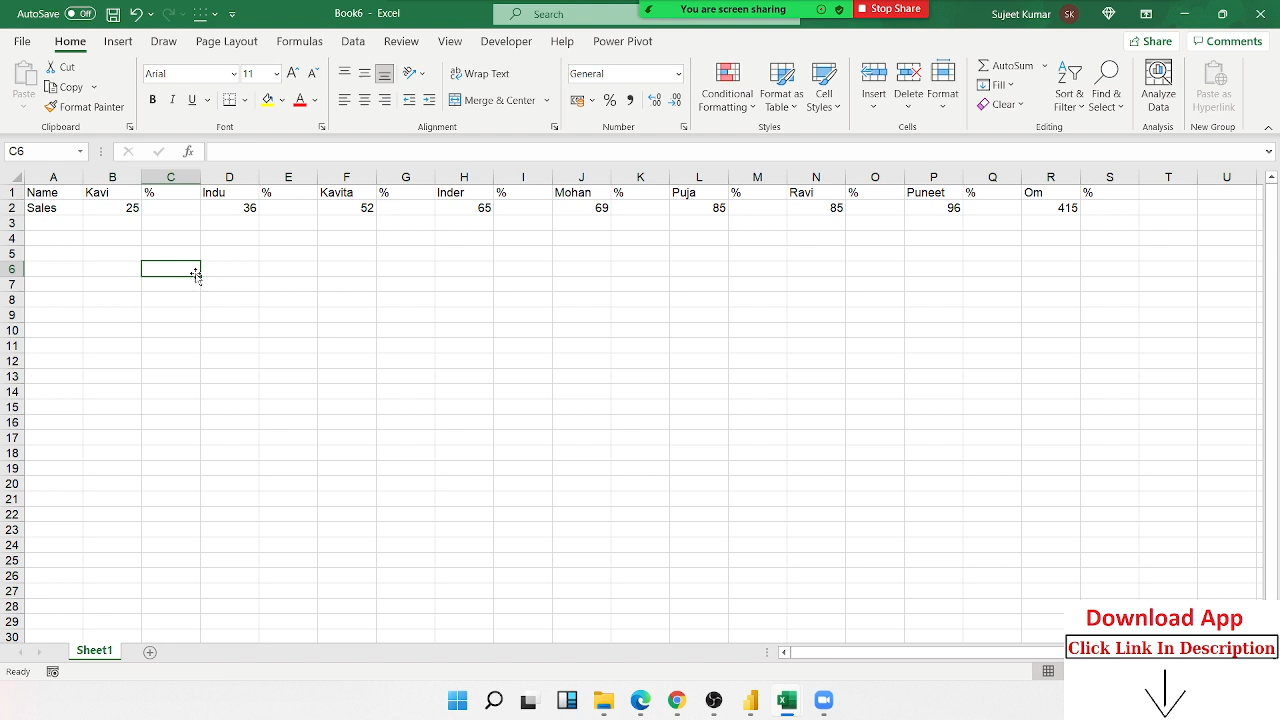 AutoSave Off Book6 - Excel Search You are screen sharing Stop Share Sujeet Kumar SK
File Home Insert Draw Page Layout Formulas Data Review View Developer Help Power Pivot Share Comments
Paste Cut Copy Format Painter
Arial 11
B I U
Wrap Text
Merge & Center
General
Conditional Formatting Format as Table Cell Styles
Insert Delete Format
AutoSum
Fill
Clear
Sort & Filter Find & Select
Analyze Data
Paste as Hyperlink
Clipboard Font Alignment Number Styles Cells Editing Analysis New Group
C6 fx
A B C D E F G H I J K L M N O P Q R S T U
1 Name Kavi % Indu % Kavita % Inder % Mohan % Puja % Ravi % Puneet % Om %
2 Sales 25 36 52 65 69 85 85 96 415
3
4
5
6
7
8
9
10
11
12
13
14
15
16
17
18
19
20
21
22
23
24
25
26
27
28
29
30
Sheet1
Ready
Download App
Click Link In Description